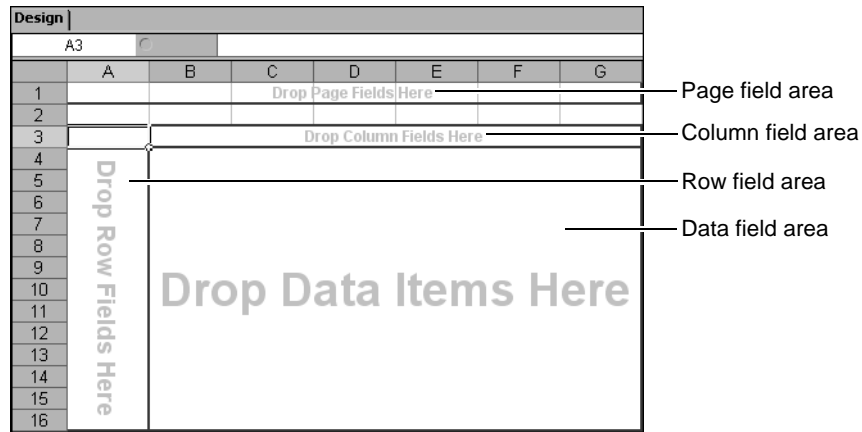 Design
A3
A B C D E F G
1 Drop Page Fields Here Page field area
2
3 Drop Column Fields Here Column field area
4
5 Row field area
6
7 Data field area
8
9
10
11
12
13
14
15
16
Drop Row Fields Here
Drop Data Items Here